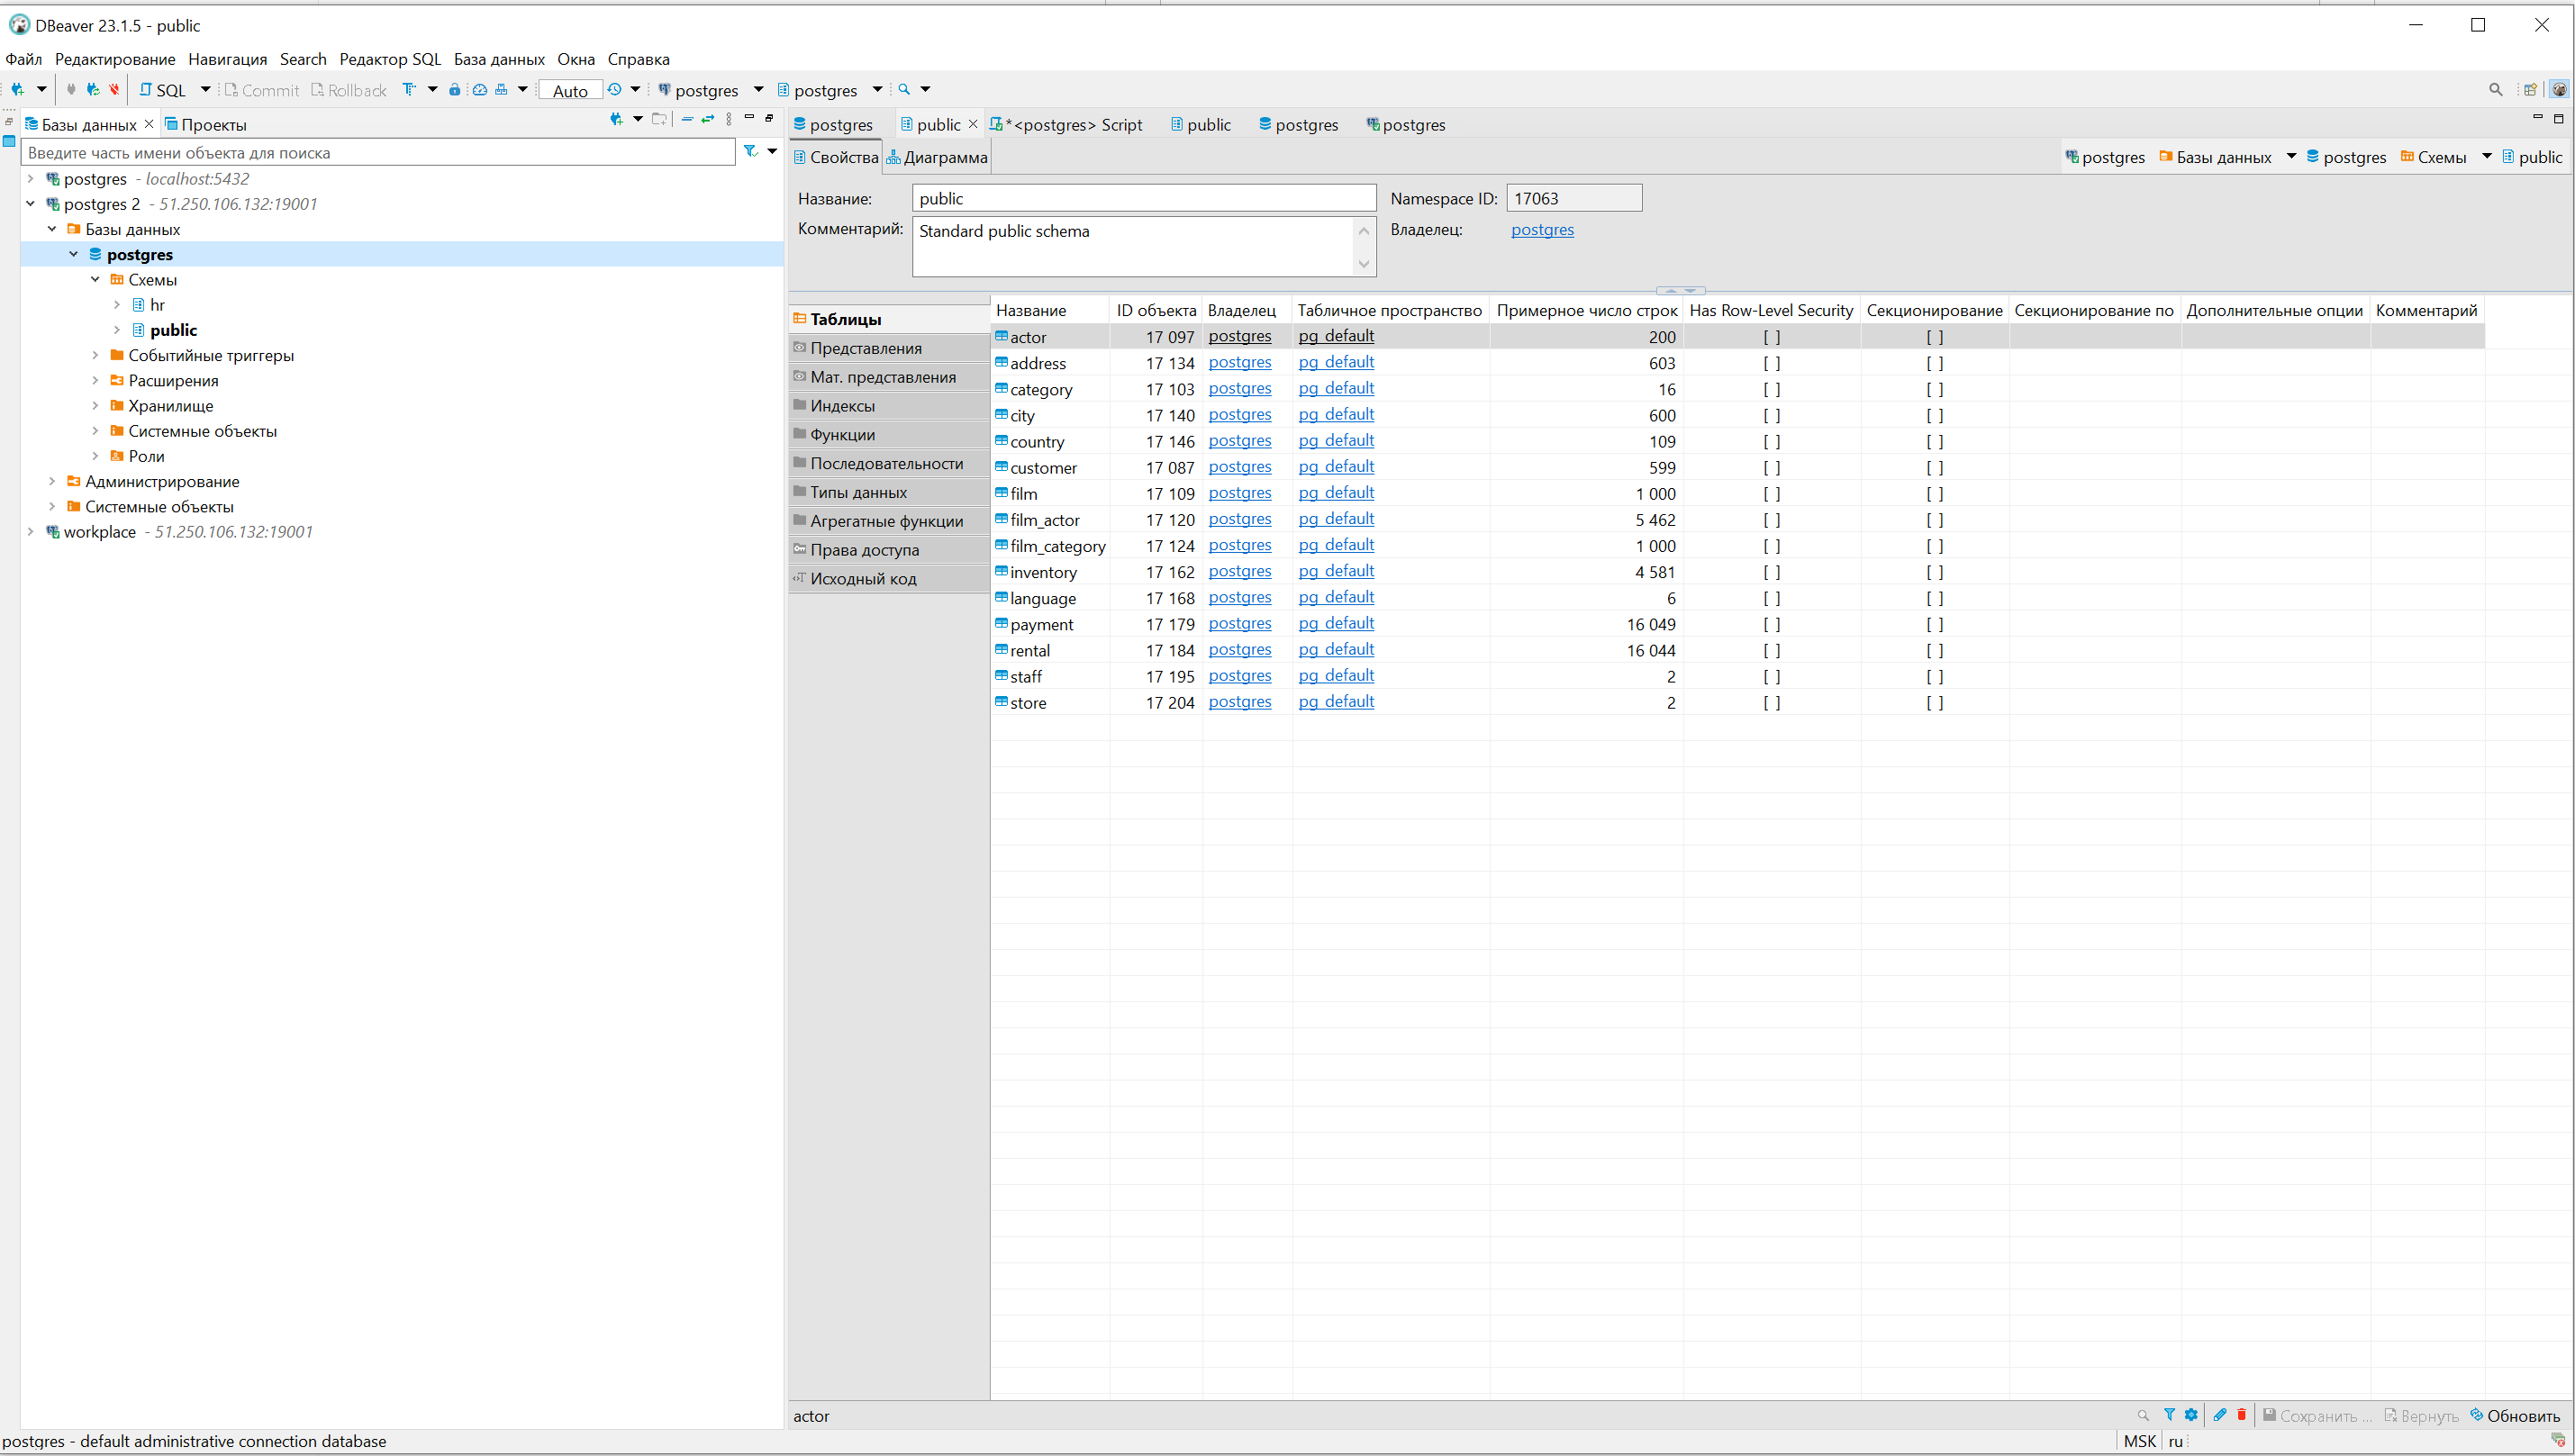 DBeaver 23.1.5 - public
Файл Редактирование Навигация Search Редактор SQL База данных Окна Справка
SQL Commit Rollback Auto postgres postgres
Базы данных Проекты
Введите часть имени объекта для поиска
postgres - localhost:5432
postgres 2 - 51.250.106.132:19001
Базы данных
postgres
Схемы
hr
public
Событийные триггеры
Расширения
Хранилище
Системные объекты
Роли
Администрирование
Системные объекты
workplace - 51.250.106.132:19001
postgres public *<postgres> Script public postgres postgres
Свойства Диаграмма postgres Базы данных postgres Схемы public
Название: public Namespace ID: 17063
Комментарий: Standard public schema Владелец: postgres
Таблицы
Представления
Мат. представления
Индексы
Функции
Последовательности
Типы данных
Агрегатные функции
Права доступа
Исходный код
Название ID объекта Владелец Табличное пространство Примерное число строк Has Row-Level Security Секционирование Секционирование по Дополнительные опции Комментарий
actor 17 097 postgres pg_default 200 [ ] [ ]
address 17 134 postgres pg_default 603 [ ] [ ]
category 17 103 postgres pg_default 16 [ ] [ ]
city 17 140 postgres pg_default 600 [ ] [ ]
country 17 146 postgres pg_default 109 [ ] [ ]
customer 17 087 postgres pg_default 599 [ ] [ ]
film 17 109 postgres pg_default 1 000 [ ] [ ]
film_actor 17 120 postgres pg_default 5 462 [ ] [ ]
film_category 17 124 postgres pg_default 1 000 [ ] [ ]
inventory 17 162 postgres pg_default 4 581 [ ] [ ]
language 17 168 postgres pg_default 6 [ ] [ ]
payment 17 179 postgres pg_default 16 049 [ ] [ ]
rental 17 184 postgres pg_default 16 044 [ ] [ ]
staff 17 195 postgres pg_default 2 [ ] [ ]
store 17 204 postgres pg_default 2 [ ] [ ]
actor Сохранить ... Вернуть Обновить
postgres - default administrative connection database MSK ru